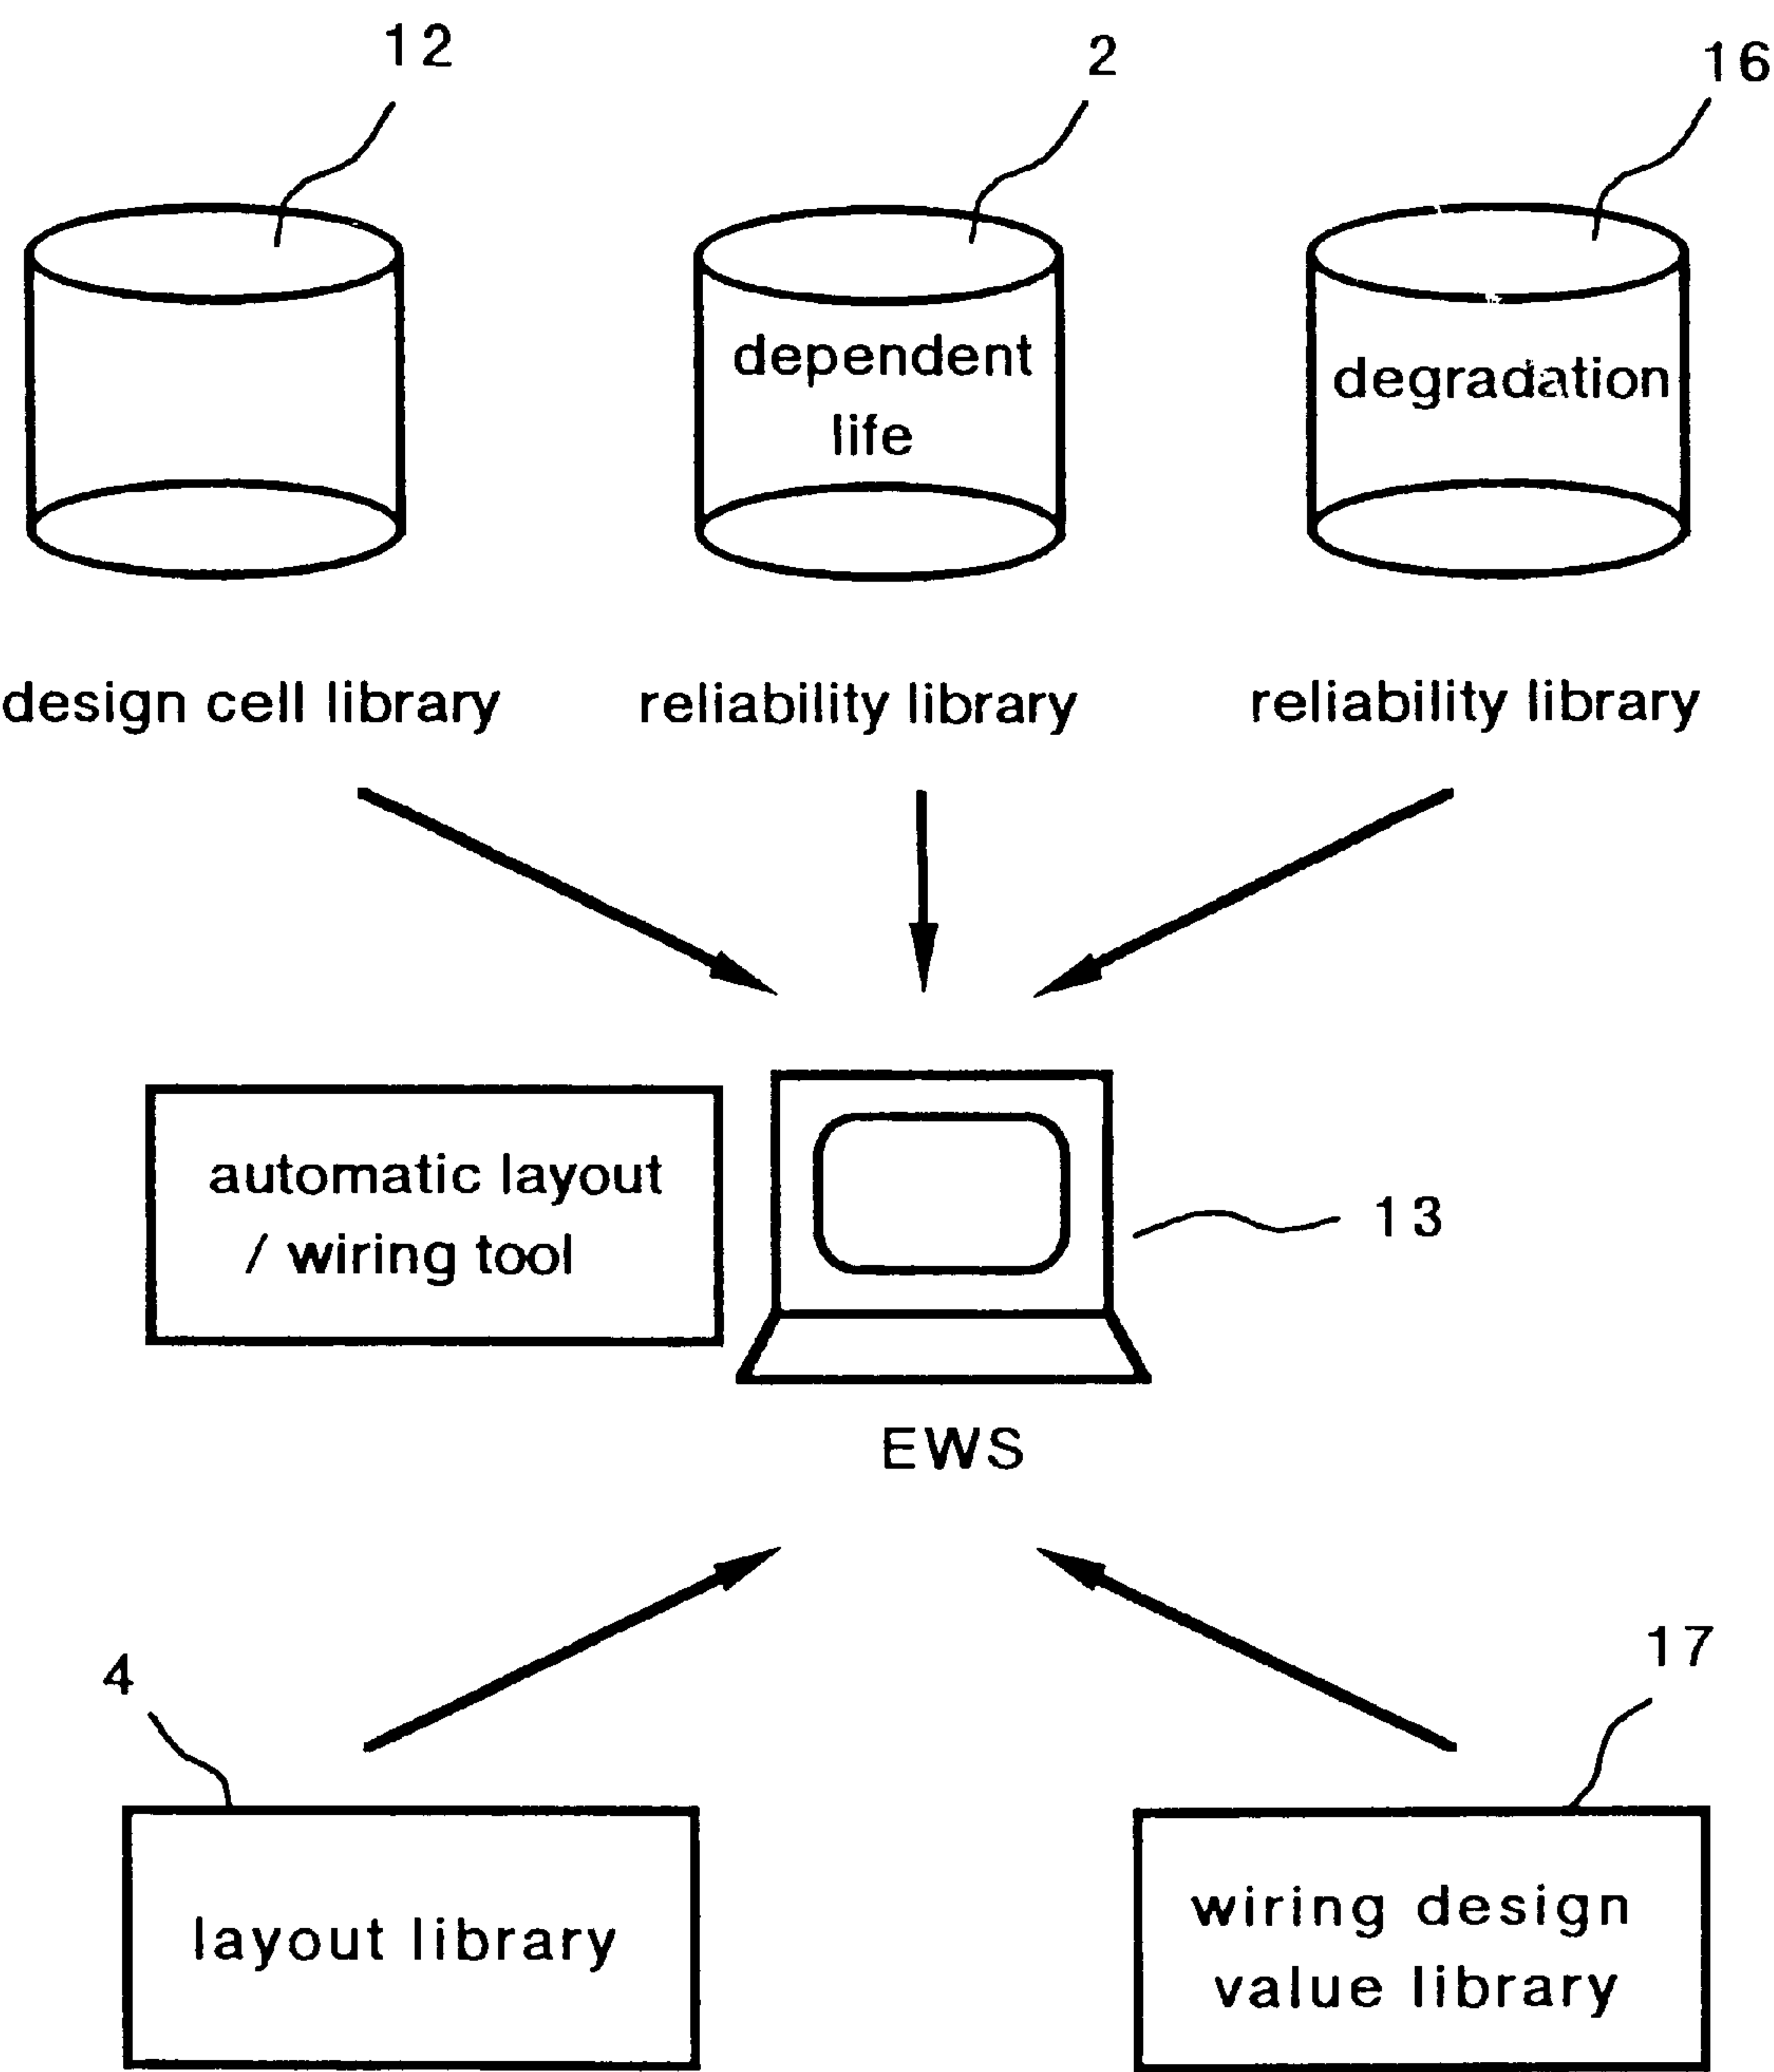 12
2
16
dependent
life
degradation
design cell library
reliability library
reliability library
automatic layout
/ wiring tool
13
EWS
4
17
layout library
wiring design
value library